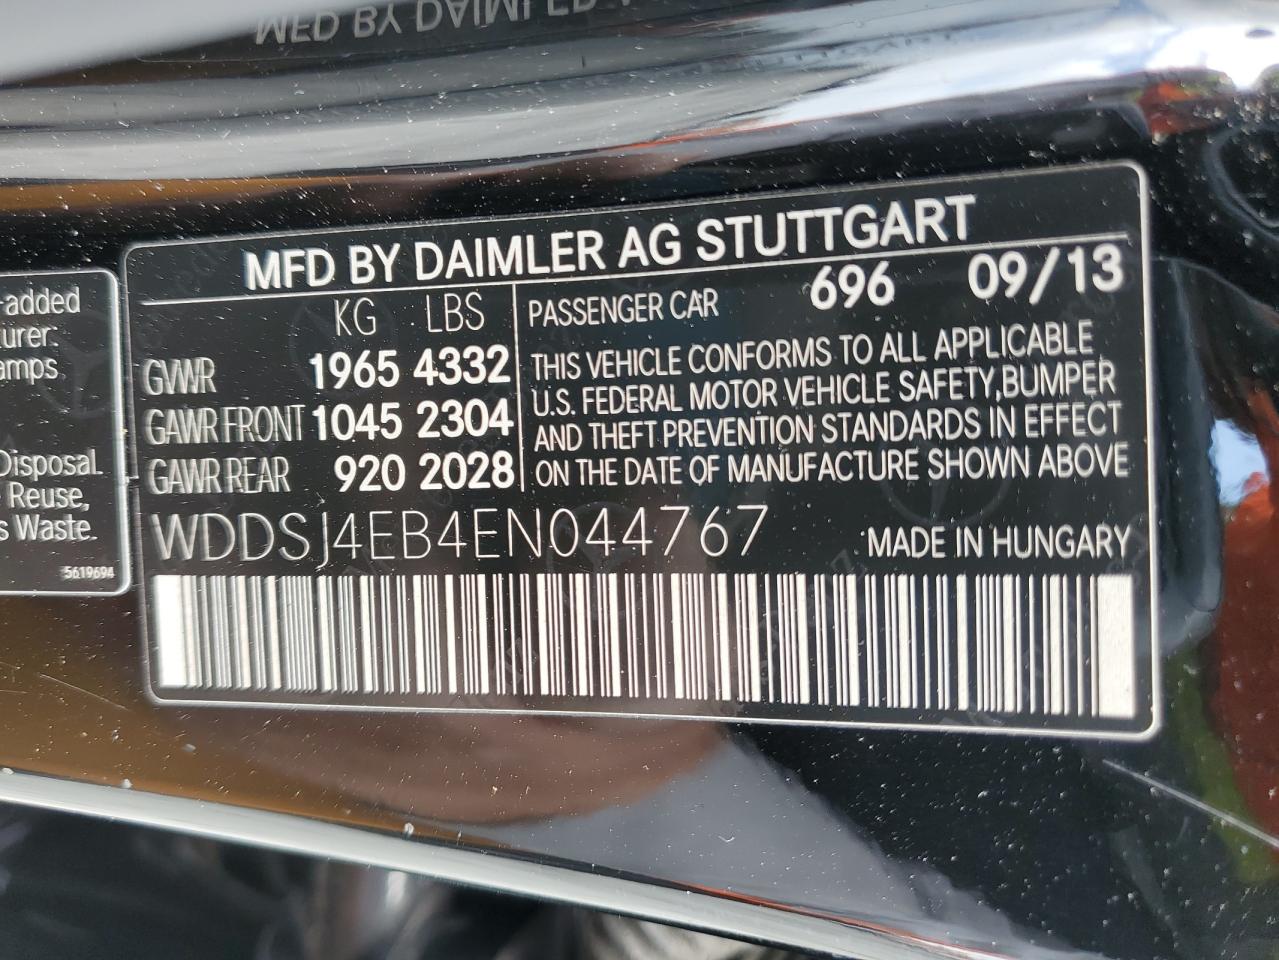 MFD BY DAIMLER AG STUTTGART
KG LBS
PASSENGER CAR 696 09/13
GVWR 1965 4332
GAWR FRONT 1045 2304
GAWR REAR 920 2028
THIS VEHICLE CONFORMS TO ALL APPLICABLE
U.S. FEDERAL MOTOR VEHICLE SAFETY,BUMPER
AND THEFT PREVENTION STANDARDS IN EFFECT
ON THE DATE OF MANUFACTURE SHOWN ABOVE
WDDSJ4EB4EN044767 MADE IN HUNGARY
-added
turer:
amps
Disposal
Reuse,
s Waste.
5619694